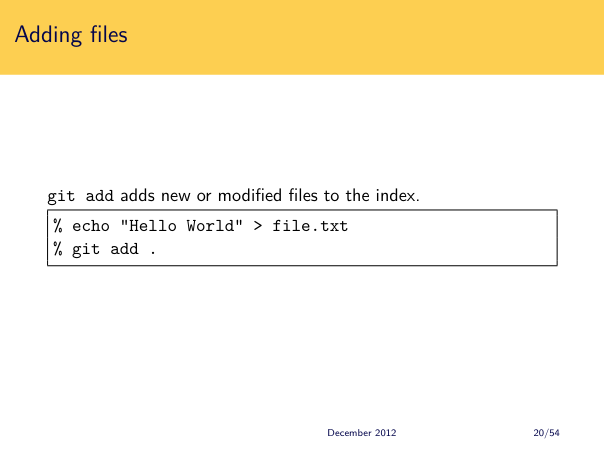 Adding files
git add adds new or modified files to the index.
% echo "Hello World" > file.txt
% git add .
December 2012
20/54